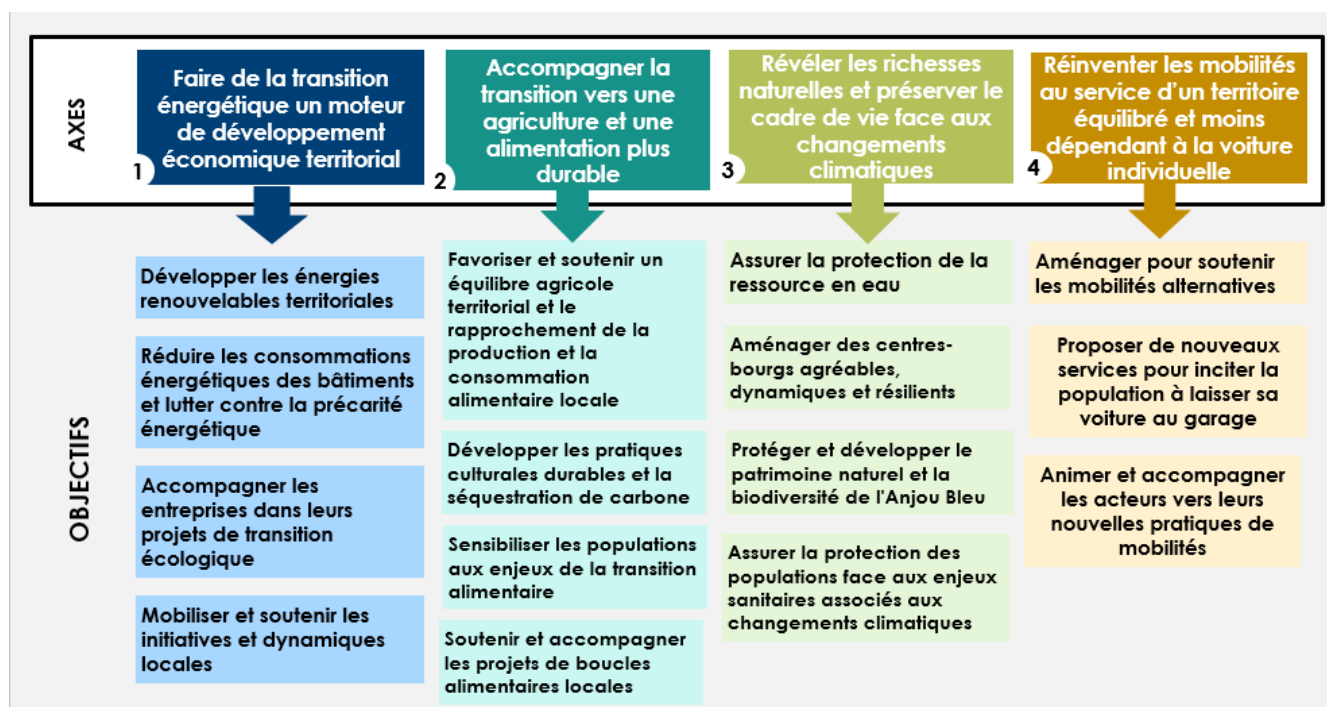 AXES
Faire de la transition
énergétique un moteur
de développement
économique territorial
1
Accompagner la
transition vers une
agriculture et une
alimentation plus
durable
2
Révéler les richesses
naturelles et préserver le
cadre de vie face aux
changements
climatiques
3
Réinventer les mobilités
au service d'un territoire
équilibré et moins
dépendant à la voiture
individuelle
4
OBJECTIFS
Développer les énergies
renouvelables territoriales
Réduire les consommations
énergétiques des bâtiments
et lutter contre la précarité
énergétique
Accompagner les
entreprises dans leurs
projets de transition
écologique
Mobiliser et soutenir les
initiatives et dynamiques
locales
Favoriser et soutenir un
équilibre agricole
territorial et le
rapprochement de la
production et la
consommation
alimentaire locale
Développer les pratiques
culturales durables et la
séquestration de carbone
Sensibiliser les populations
aux enjeux de la transition
alimentaire
Soutenir et accompagner
les projets de boucles
alimentaires locales
Assurer la protection de la
ressource en eau
Aménager des centres-
bourgs agréables,
dynamiques et résilients
Protéger et développer le
patrimoine naturel et la
biodiversité de l'Anjou Bleu
Assurer la protection des
populations face aux enjeux
sanitaires associés aux
changements climatiques
Aménager pour soutenir
les mobilités alternatives
Proposer de nouveaux
services pour inciter la
population à laisser sa
voiture au garage
Animer et accompagner
les acteurs vers leurs
nouvelles pratiques de
mobilités